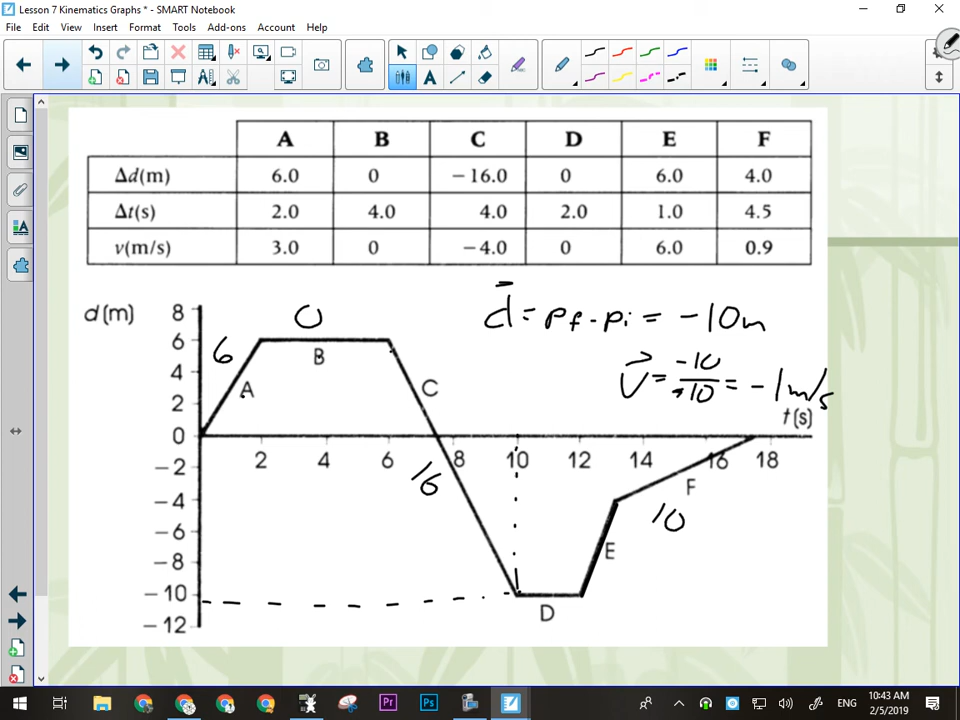 Lesson 7 Kinematics Graphs * - SMART Notebook
File Edit View Insert Format Tools Add-ons Account Help
A B C D E F
Δd(m) 6.0 0 −16.0 0 6.0 4.0
Δt(s) 2.0 4.0 4.0 2.0 1.0 4.5
v(m/s) 3.0 0 −4.0 0 6.0 0.9
d(m)
8
6
4
2
0
−2
−4
−6
−8
−10
−12
6
A
0
B
C
16
d = pf - pi = -10m
V = -10/10 = -1m/s
t(s)
2 4 6 8 10 12 14 16 18
F
10
E
D
Pr Ps ENG
10:43 AM
2/5/2019